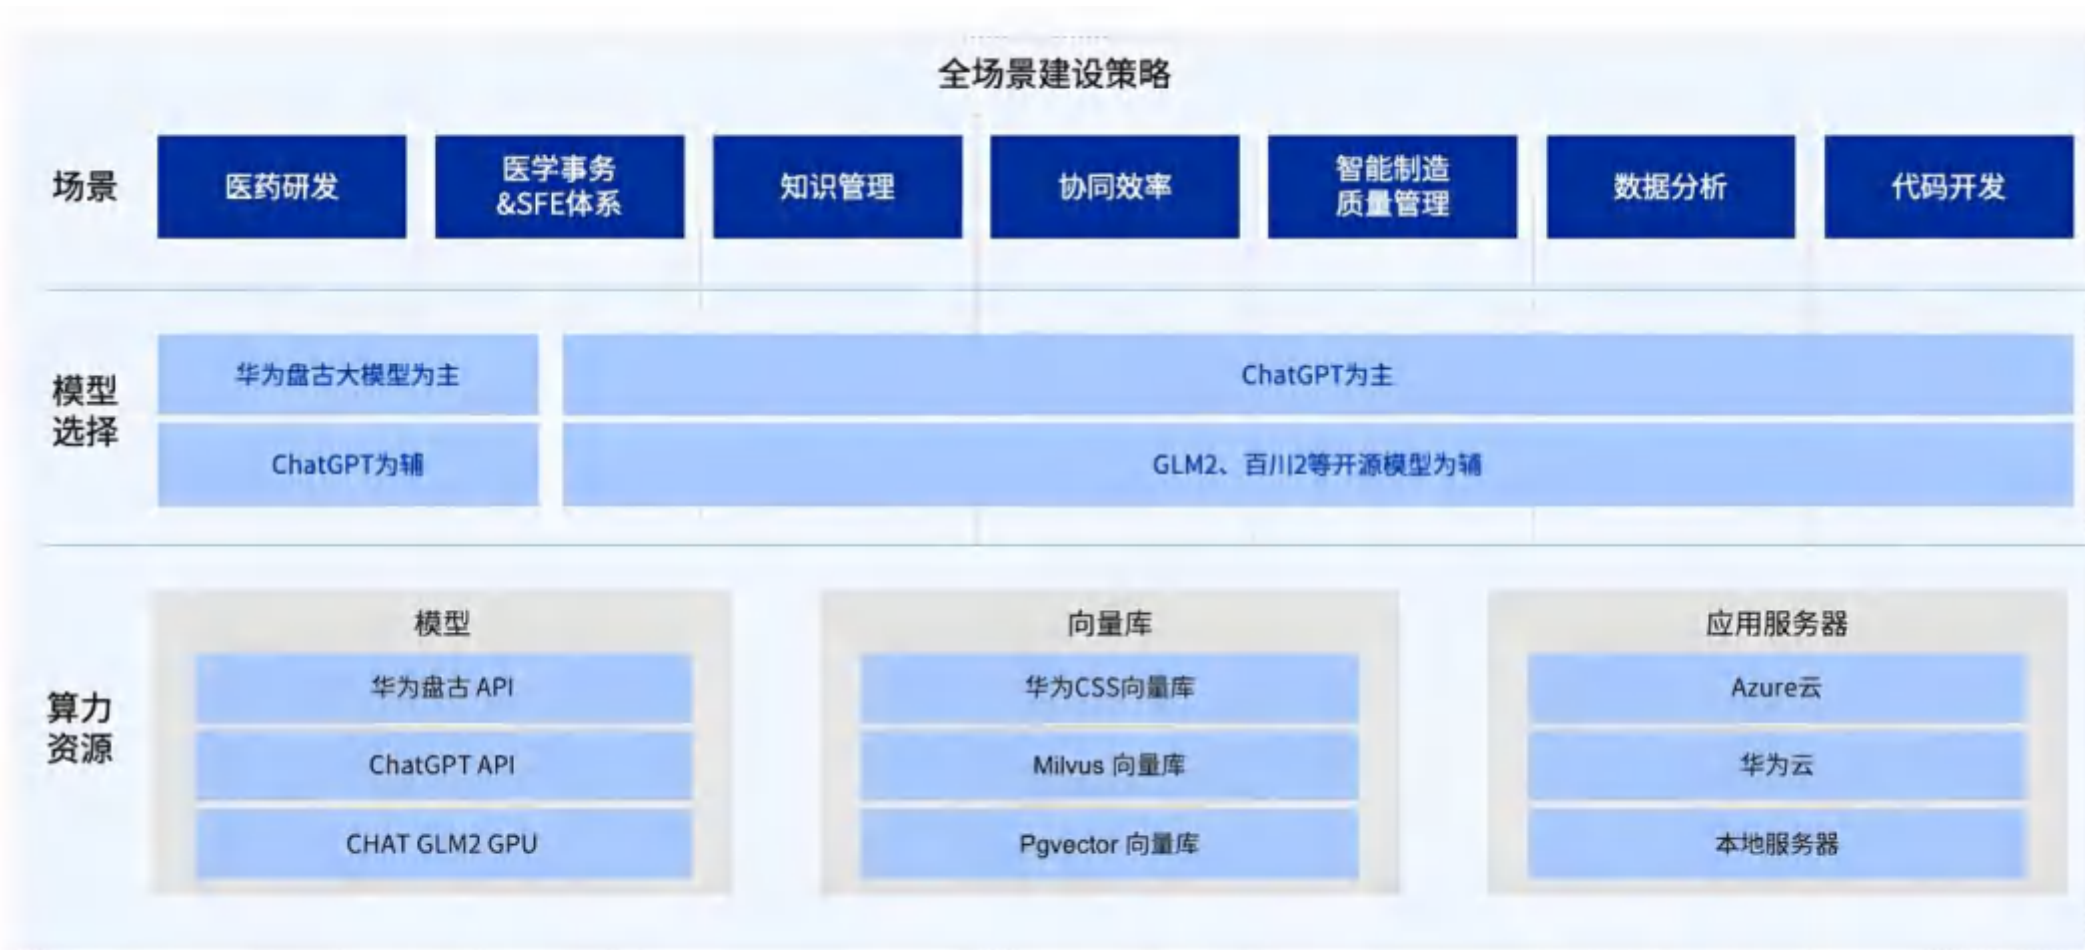 全场景建设策略
场景
医药研发
医学事务
&SFE体系
知识管理
协同效率
智能制造
质量管理
数据分析
代码开发
模型
选择
华为盘古大模型为主
ChatGPT为主
ChatGPT为辅
GLM2、百川2等开源模型为辅
算力
资源
模型
华为盘古 API
ChatGPT API
CHAT GLM2 GPU
向量库
华为CSS向量库
Milvus 向量库
Pgvector 向量库
应用服务器
Azure云
华为云
本地服务器